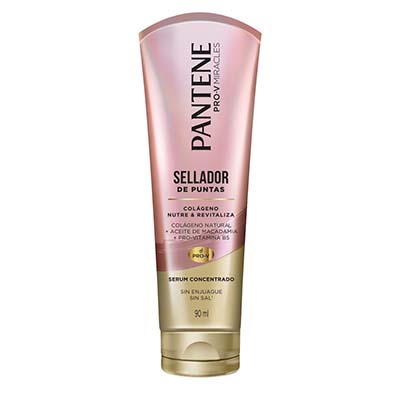 PANTENE
PRO-V MIRACLES
SELLADOR
DE PUNTAS
COLÁGENO
NUTRE & REVITALIZA
COLÁGENO NATURAL
+ ACEITE DE MACADAMIA
+ PRO-VITAMINA B5
PRO-V
SERUM CONCENTRADO
SIN ENJUAGUE
SIN SAL¹
90 ml